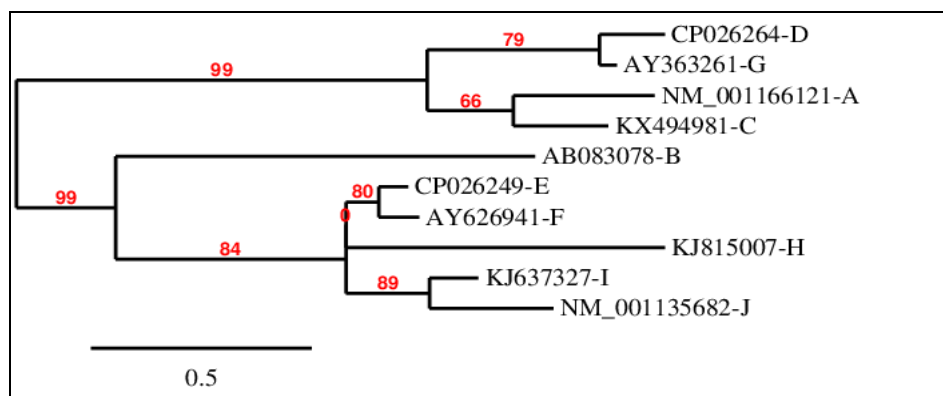 CP026264-D
79
AY363261-G
99
NM_001166121-A
66
KX494981-C
AB083078-B
CP026249-E
80
99
0
AY626941-F
84
KJ815007-H
KJ637327-I
89
NM_001135682-J
0.5